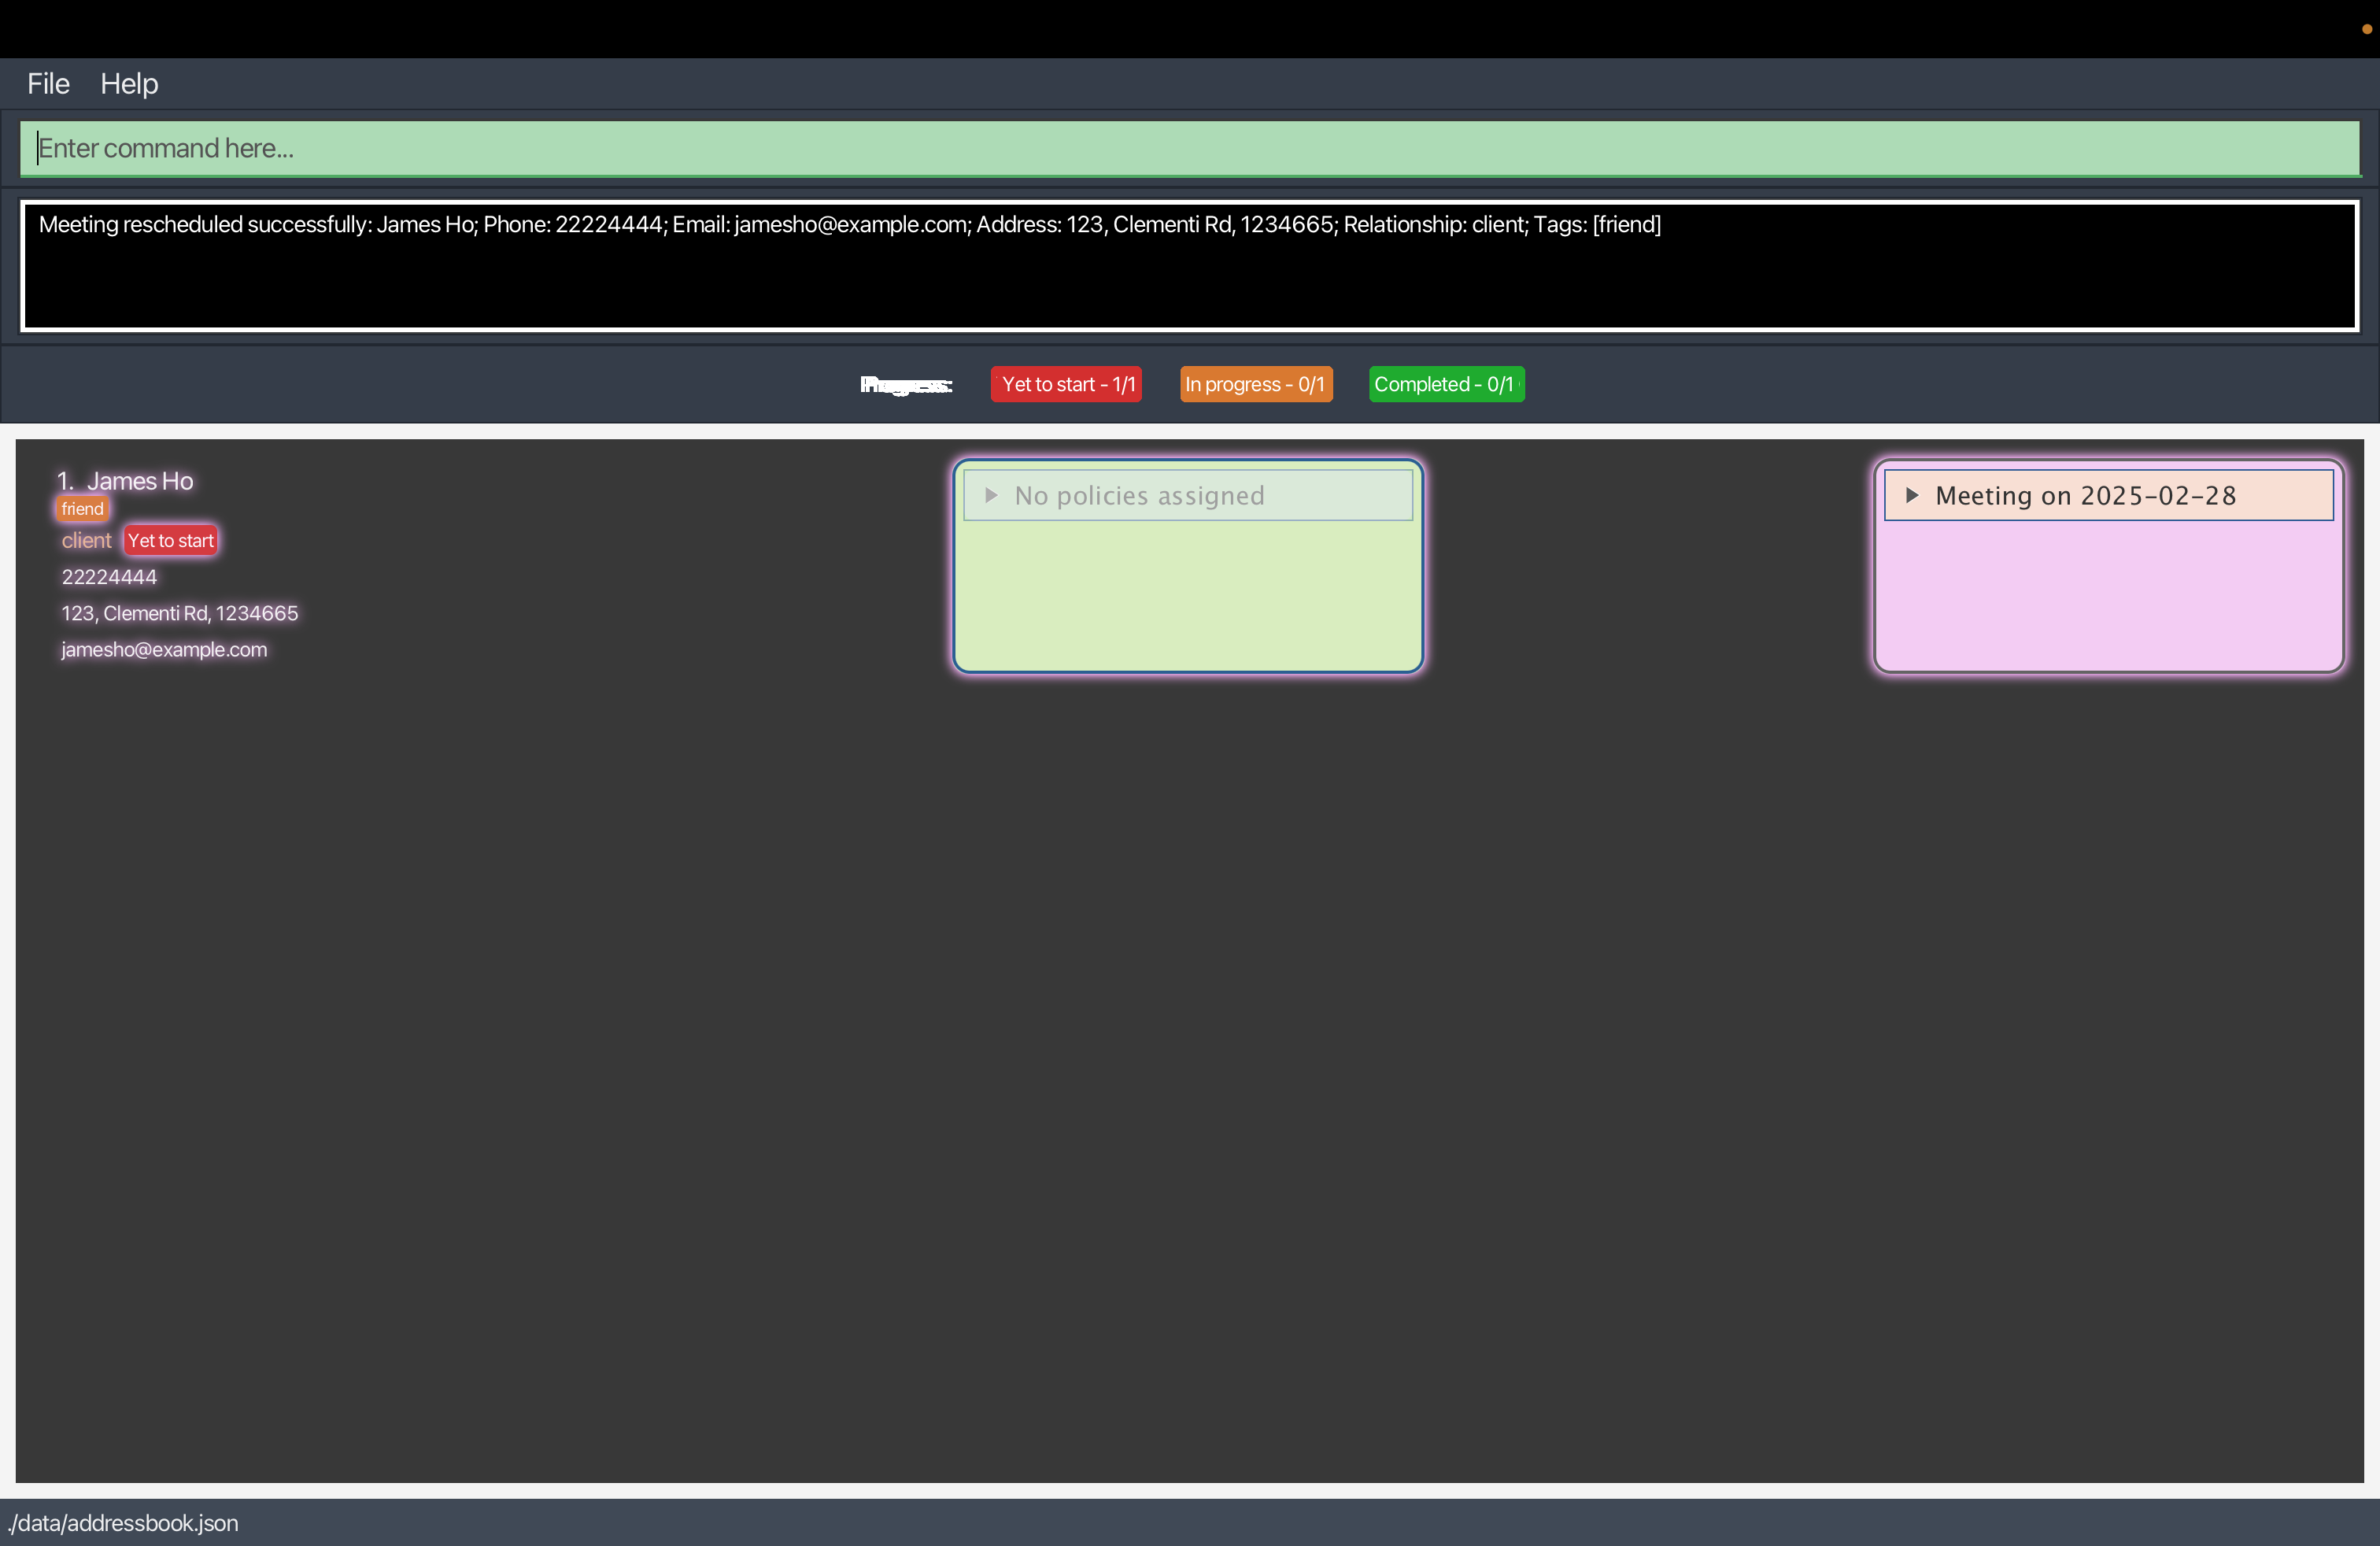 File Help
Enter command here...
Meeting rescheduled successfully: James Ho; Phone: 22224444; Email: jamesho@example.com; Address: 123, Clementi Rd, 1234665; Relationship: client; Tags: [friend]
Yet to start - 1/1 In progress - 0/1 Completed - 0/1
1. James Ho
friend
client Yet to start
22224444
123, Clementi Rd, 1234665
jamesho@example.com
No policies assigned
Meeting on 2025-02-28
./data/addressbook.json